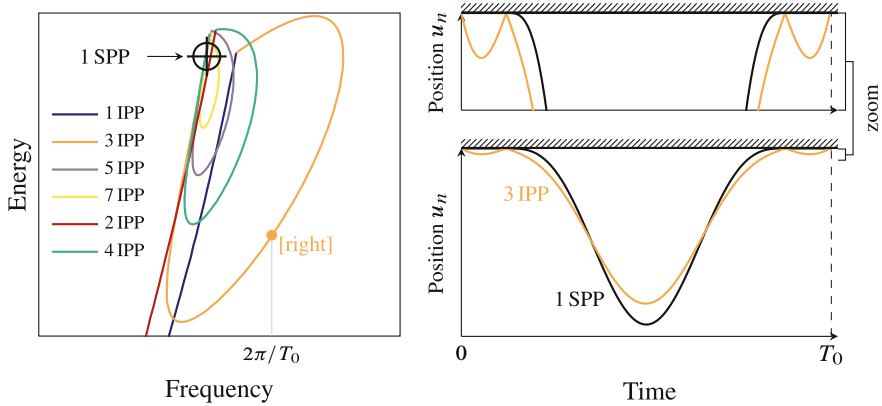 1 SPP
1 IPP
3 IPP
5 IPP
7 IPP
2 IPP
4 IPP
[right]
Energy
2π/T₀
Frequency
Position uₙ
zoom
Position uₙ
3 IPP
1 SPP
0
T₀
Time